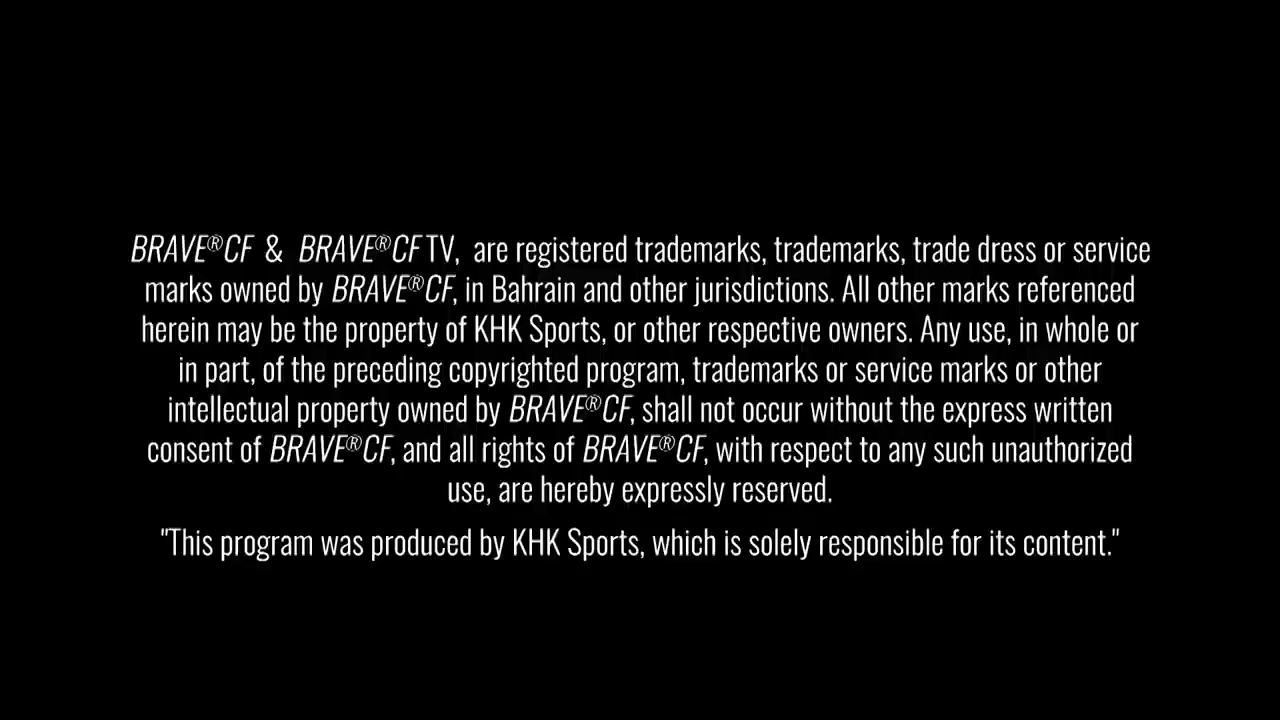 BRAVE®CF & BRAVE®CF TV, are registered trademarks, trademarks, trade dress or service
marks owned by BRAVE®CF, in Bahrain and other jurisdictions. All other marks referenced
herein may be the property of KHK Sports, or other respective owners. Any use, in whole or
in part, of the preceding copyrighted program, trademarks or service marks or other
intellectual property owned by BRAVE®CF, shall not occur without the express written
consent of BRAVE®CF, and all rights of BRAVE®CF, with respect to any such unauthorized
use, are hereby expressly reserved.
"This program was produced by KHK Sports, which is solely responsible for its content."